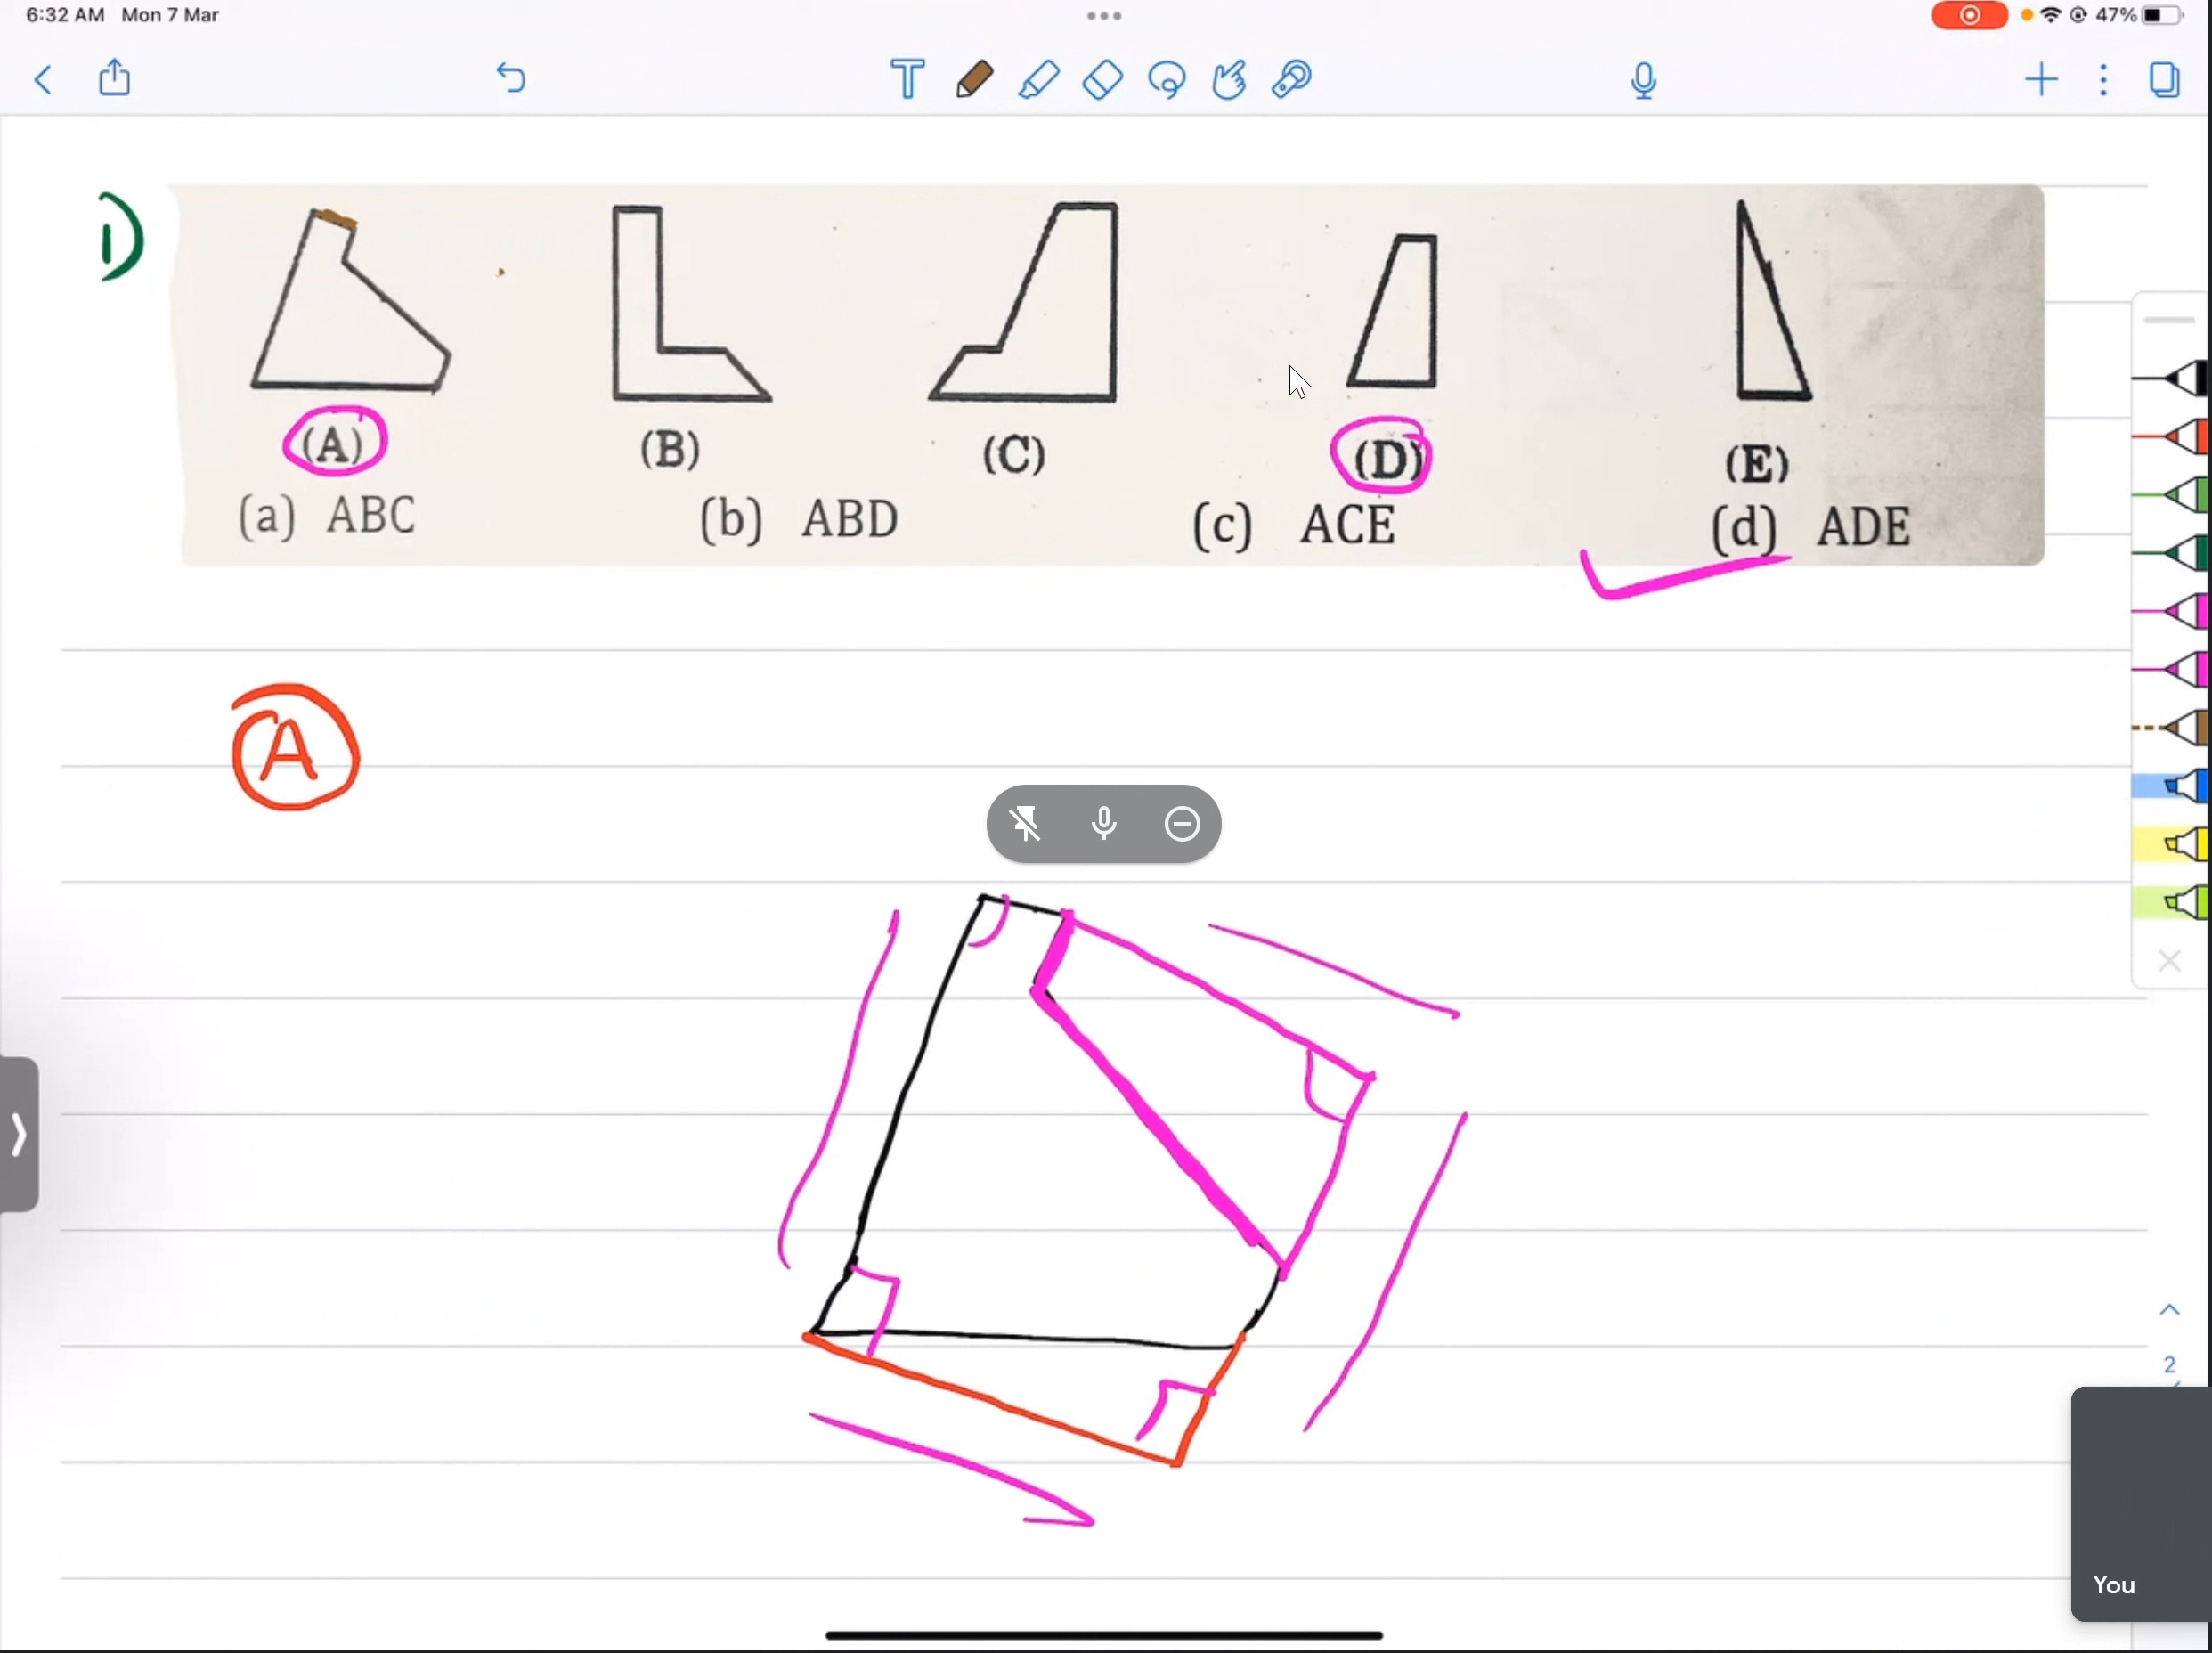 6:32 AM Mon 7 Mar
47%
T
1)
(A) (B) (C) (D) (E)
(a) ABC (b) ABD (c) ACE (d) ADE
A
2
You